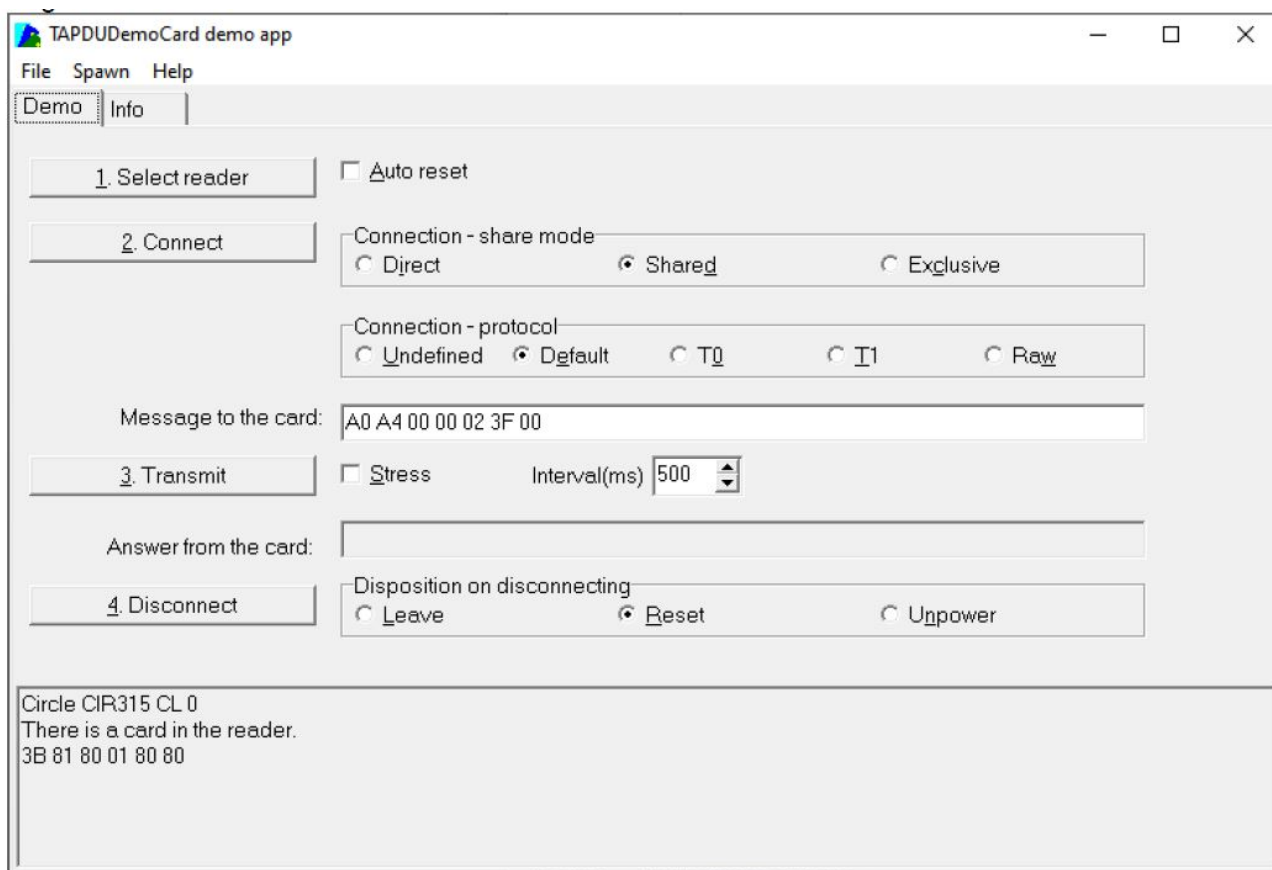 TAPDUDemoCard demo app
File Spawn Help
Demo Info
1. Select reader Auto reset
2. Connect Connection - share mode
Direct Shared Exclusive
Connection - protocol
Undefined Default T0 T1 Raw
Message to the card: A0 A4 00 00 02 3F 00
3. Transmit Stress Interval(ms) 500
Answer from the card:
4. Disconnect Disposition on disconnecting
Leave Reset Unpower
Circle CIR315 CL 0
There is a card in the reader.
3B 81 80 01 80 80